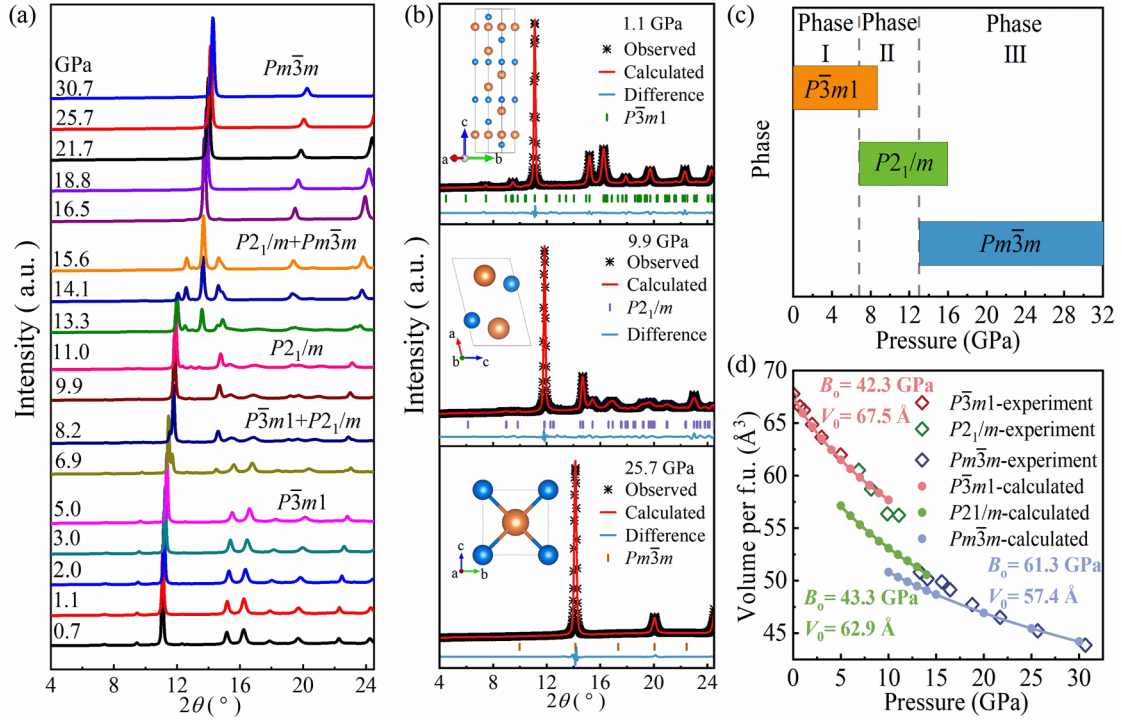 (a)
GPa
30.7
Pm3̅m
25.7
21.7
18.8
16.5
15.6
P2₁/m+Pm3̅m
14.1
13.3
11.0
P2₁/m
9.9
8.2
P3̅m1+P2₁/m
6.9
5.0
P3̅m1
3.0
2.0
1.1
0.7
Intensity ( a.u.)
4 8 12 16 20 24
2θ ( ° )
(b)
1.1 GPa
Observed
Calculated
Difference
P3̅m1
c
a b
9.9 GPa
Observed
Calculated
P2₁/m
Difference
a
b c
25.7 GPa
Observed
Calculated
Difference
Pm3̅m
c
a b
Intensity ( a.u.)
4 8 12 16 20 24
2θ ( ° )
(c)
Phase Phase Phase
I II III
P3̅m1
P2₁/m
Pm3̅m
Phase
0 4 8 12 16 20 24 28 32
Pressure (GPa)
(d)
70
65
60
55
50
45
Volume per f.u. (Å³)
B₀ = 42.3 GPa
V₀= 67.5 Å
P3̅m1-experiment
P2₁/m-experiment
Pm3̅m-experiment
P3̅m1-calculated
P21/m-calculated
Pm3̅m-calculated
B₀ = 61.3 GPa
V₀ = 57.4 Å
B₀ = 43.3 GPa
V₀ = 62.9 Å
0 5 10 15 20 25 30
Pressure (GPa)